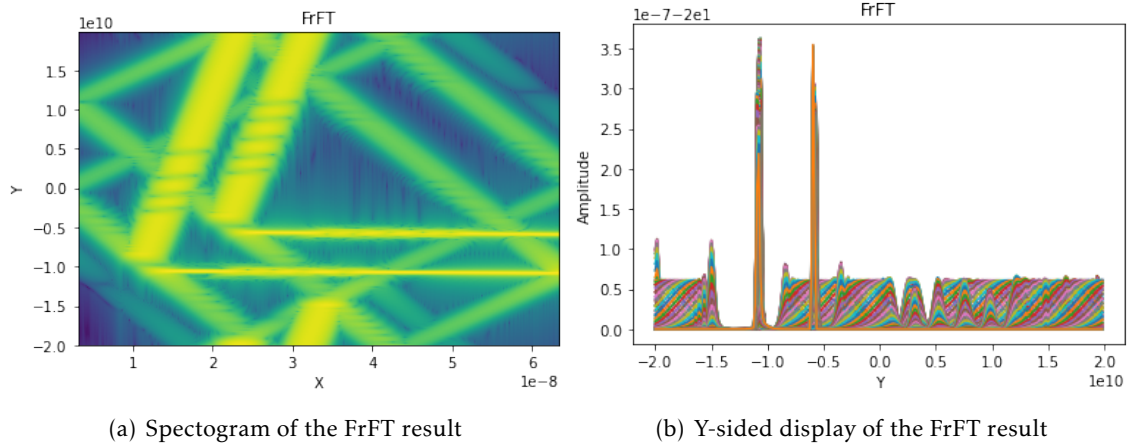 FrFT
1e10
1.5
1.0
0.5
0.0
−0.5
−1.0
−1.5
−2.0
Y
1 2 3 4 5 6
1e−8
X
(a) Spectogram of the FrFT result
FrFT
1e−7−2e1
3.5
3.0
2.5
2.0
1.5
1.0
0.5
0.0
Amplitude
−2.0 −1.5 −1.0 −0.5 0.0 0.5 1.0 1.5 2.0
Y
1e10
(b) Y-sided display of the FrFT result